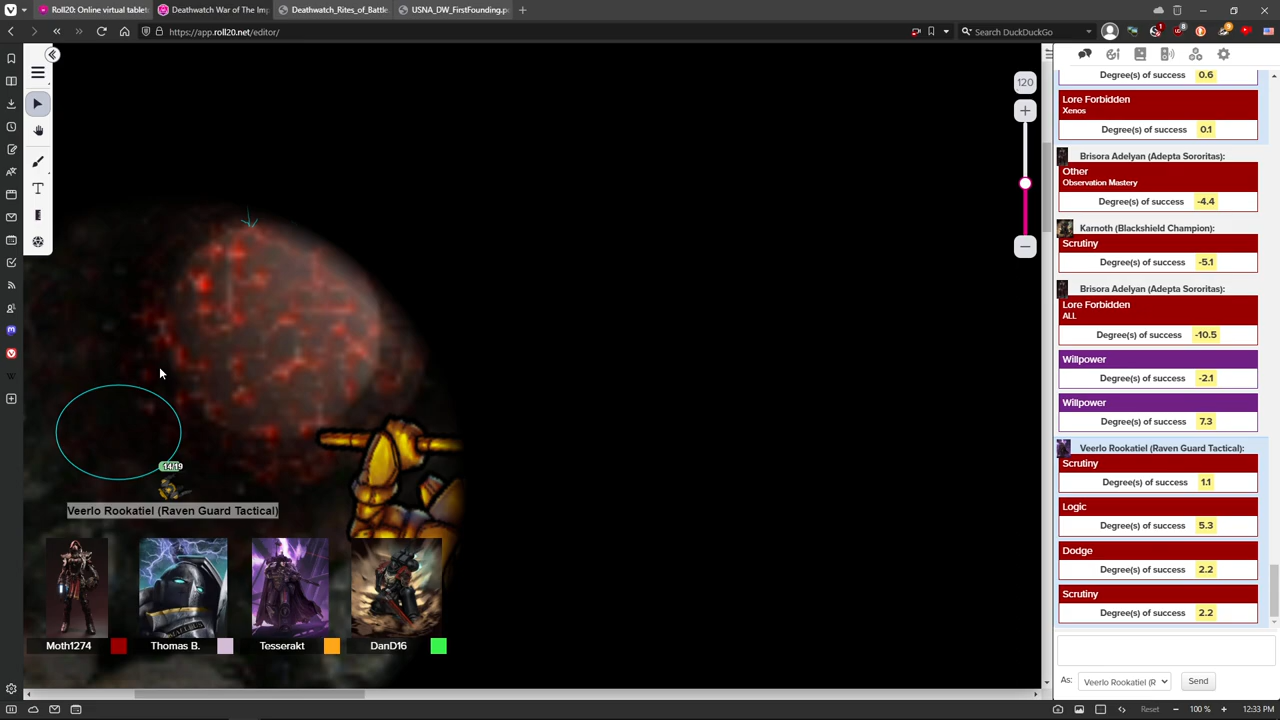 Roll20: Online virtual tablet
Deathwatch War of The Imp
Deathwatch_Rites_of_Battle
USNA_DW_FirstFounding.p
https://app.roll20.net/editor/
Search DuckDuckGo
120
14/19
Veerlo Rookatiel (Raven Guard Tactical)
Moth1274
Thomas B.
Tesserakt
DanD16
Degree(s) of success 0.6
Lore Forbidden
Xenos
Degree(s) of success 0.1
Brisora Adelyan (Adepta Sororitas):
Other
Observation Mastery
Degree(s) of success -4.4
Karnoth (Blackshield Champion):
Scrutiny
Degree(s) of success -5.1
Brisora Adelyan (Adepta Sororitas):
Lore Forbidden
ALL
Degree(s) of success -10.5
Willpower
Degree(s) of success -2.1
Willpower
Degree(s) of success 7.3
Veerlo Rookatiel (Raven Guard Tactical):
Scrutiny
Degree(s) of success 1.1
Logic
Degree(s) of success 5.3
Dodge
Degree(s) of success 2.2
Scrutiny
Degree(s) of success 2.2
As: Veerlo Rookatiel (R Send
Reset 100 % 12:33 PM